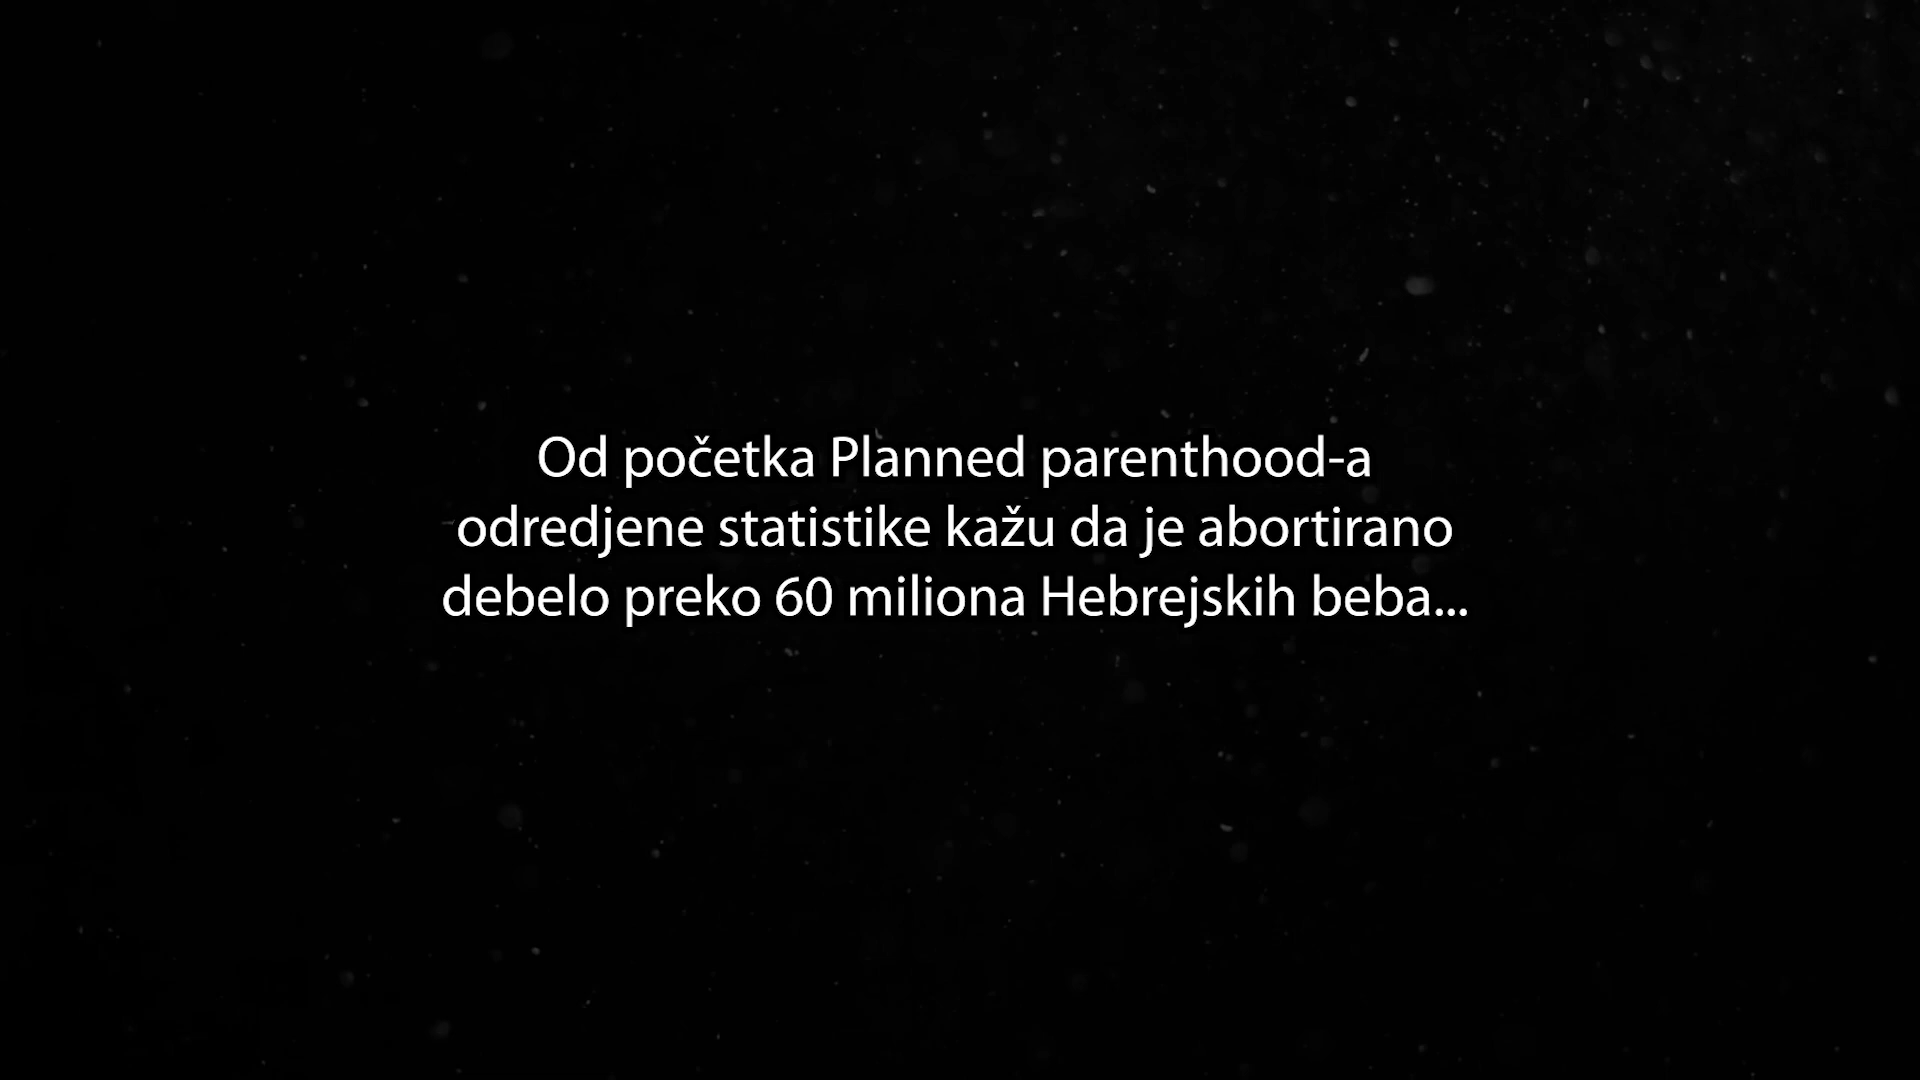 Od početka Planned parenthood-a
odredjene statistike kažu da je abortirano
debelo preko 60 miliona Hebrejskih beba...